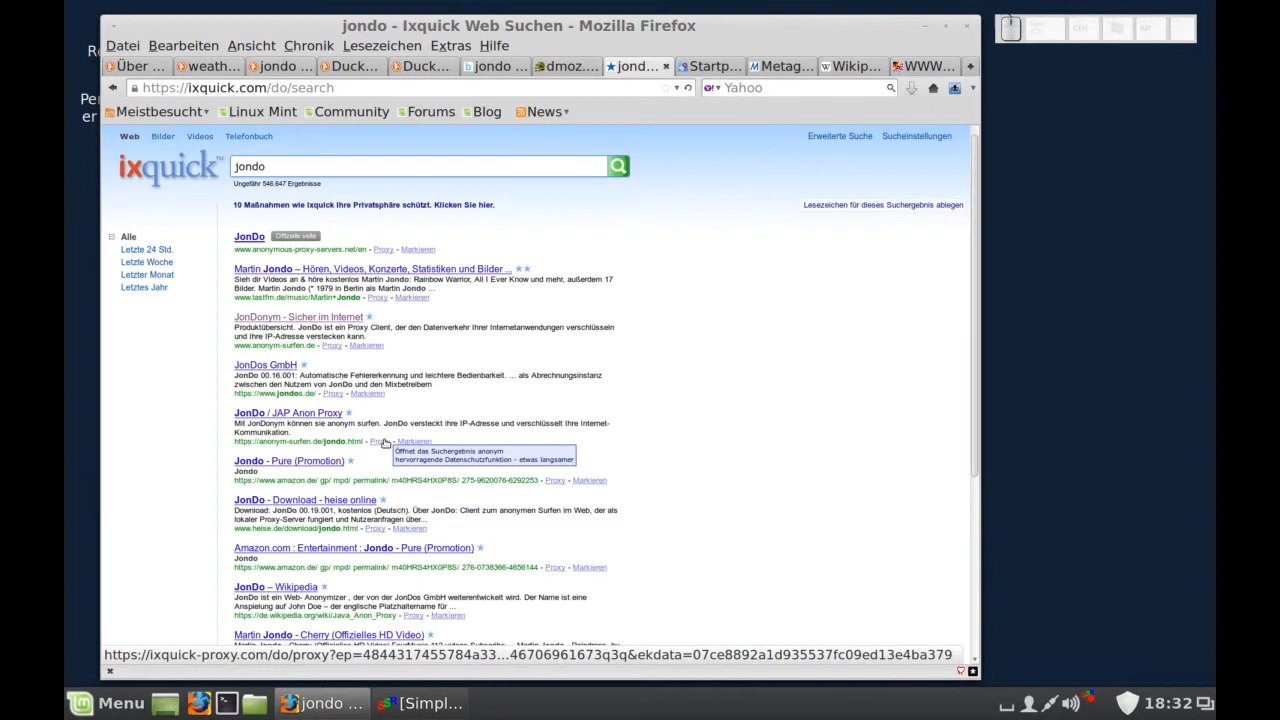 jondo - Ixquick Web Suchen - Mozilla Firefox
Datei Bearbeiten Ansicht Chronik Lesezeichen Extras Hilfe
Über ... weath... jondo ... Duck... Duck... jondo ... dmoz.... jond... Startp... Metag... Wikip... WWW...
https://ixquick.com/do/search Yahoo
Meistbesucht Linux Mint Community Forums Blog News
Web Bilder Videos Telefonbuch Erweiterte Suche Sucheinstellungen
ixquick™ jondo
Ungefähr 546.647 Ergebnisse
10 Maßnahmen wie Ixquick Ihre Privatsphäre schützt. Klicken Sie hier. Lesezeichen für dieses Suchergebnis ablegen
Alle
Letzte 24 Std.
Letzte Woche
Letzter Monat
Letztes Jahr
JonDo Offizielle seite
www.anonymous-proxy-servers.net/en - Proxy - Markieren
Martin Jondo – Hören, Videos, Konzerte, Statistiken und Bilder ...
Sieh dir Videos an & höre kostenlos Martin Jondo: Rainbow Warrior, All I Ever Know und mehr, außerdem 17
Bilder. Martin Jondo (* 1979 in Berlin als Martin Jondo ...
www.lastfm.de/music/Martin+Jondo - Proxy - Markieren
JonDonym - Sicher im Internet
Produktübersicht. JonDo ist ein Proxy Client, der den Datenverkehr Ihrer Internetanwendungen verschlüsseln
und Ihre IP-Adresse verstecken kann.
www.anonym-surfen.de - Proxy - Markieren
JonDos GmbH
JonDo 00.16.001: Automatische Fehlererkennung und leichtere Bedienbarkeit. ... als Abrechnungsinstanz
zwischen den Nutzern von JonDo und den Mixbetreibern
https://www.jondos.de/ - Proxy - Markieren
JonDo / JAP Anon Proxy
Mit JonDonym können sie anonym surfen. JonDo versteckt ihre IP-Adresse und verschlüsselt Ihre Internet-
Kommunikation.
https://anonym-surfen.de/jondo.html - Proxy - Markieren
Öffnet das Suchergebnis anonym
hervorragende Datenschutzfunktion - etwas langsamer
Jondo - Pure (Promotion)
Jondo
https://www.amazon.de/ gp/ mpd/ permalink/ m40HRS4HX0P8S/ 275-9620076-6292253 - Proxy - Markieren
JonDo - Download - heise online
Download: JonDo 00.19.001, kostenlos (Deutsch). Über JonDo: Client zum anonymen Surfen im Web, der als
lokaler Proxy-Server fungiert und Nutzeranfragen über...
www.heise.de/download/jondo.html - Proxy - Markieren
Amazon.com : Entertainment : Jondo - Pure (Promotion)
Jondo
https://www.amazon.de/ gp/ mpd/ permalink/ m40HRS4HX0P8S/ 276-0738366-4656144 - Proxy - Markieren
JonDo – Wikipedia
JonDo ist ein Web- Anonymizer , der von der JonDos GmbH weiterentwickelt wird. Der Name ist eine
Anspielung auf John Doe – der englische Platzhaltername für ...
https://de.wikipedia.org/wiki/Java_Anon_Proxy - Proxy - Markieren
Martin Jondo - Cherry (Offizielles HD Video)
https://ixquick-proxy.com/do/proxy?ep=4844317455784a33...46706961673q3q&ekdata=07ce8892a1d935537fc09ed13e4ba379
Menu jondo ... [Simpl... 18:32